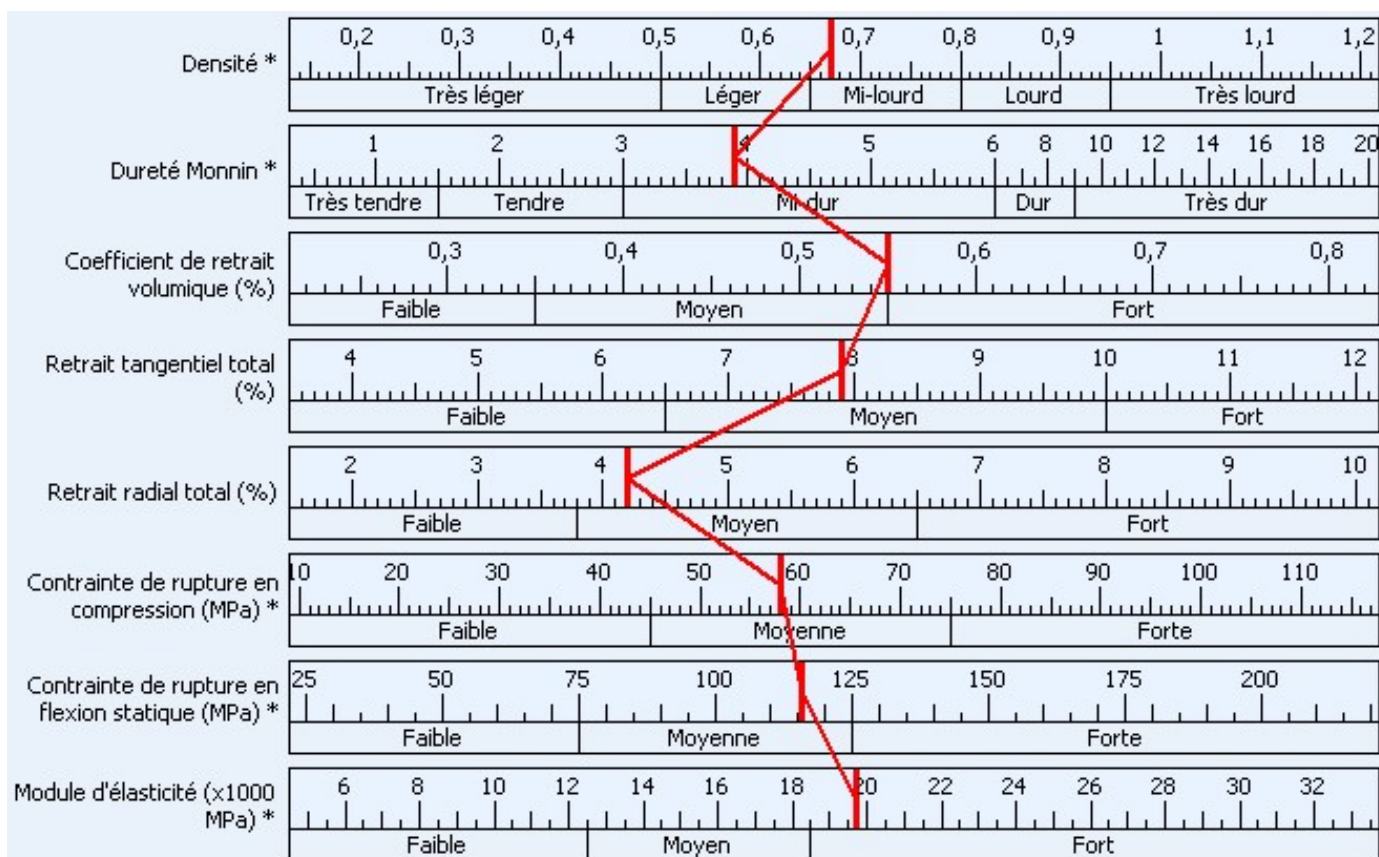 0,2 0,3 0,4 0,5 0,6 0,7 0,8 0,9 1 1,1 1,2
Densité *
Très léger Léger Mi-lourd Lourd Très lourd
1 2 3 4 5 6 8 10 12 14 16 18 20
Dureté Monnin *
Très tendre Tendre Mi-dur Dur Très dur
0,3 0,4 0,5 0,6 0,7 0,8
Coefficient de retrait
volumique (%)
Faible Moyen Fort
4 5 6 7 8 9 10 11 12
Retrait tangentiel total
(%)
Faible Moyen Fort
2 3 4 5 6 7 8 9 10
Retrait radial total (%)
Faible Moyen Fort
10 20 30 40 50 60 70 80 90 100 110
Contrainte de rupture en
compression (MPa) *
Faible Moyenne Forte
25 50 75 100 125 150 175 200
Contrainte de rupture en
flexion statique (MPa) *
Faible Moyenne Forte
6 8 10 12 14 16 18 20 22 24 26 28 30 32
Module d'élasticité (x1000
MPa) *
Faible Moyen Fort